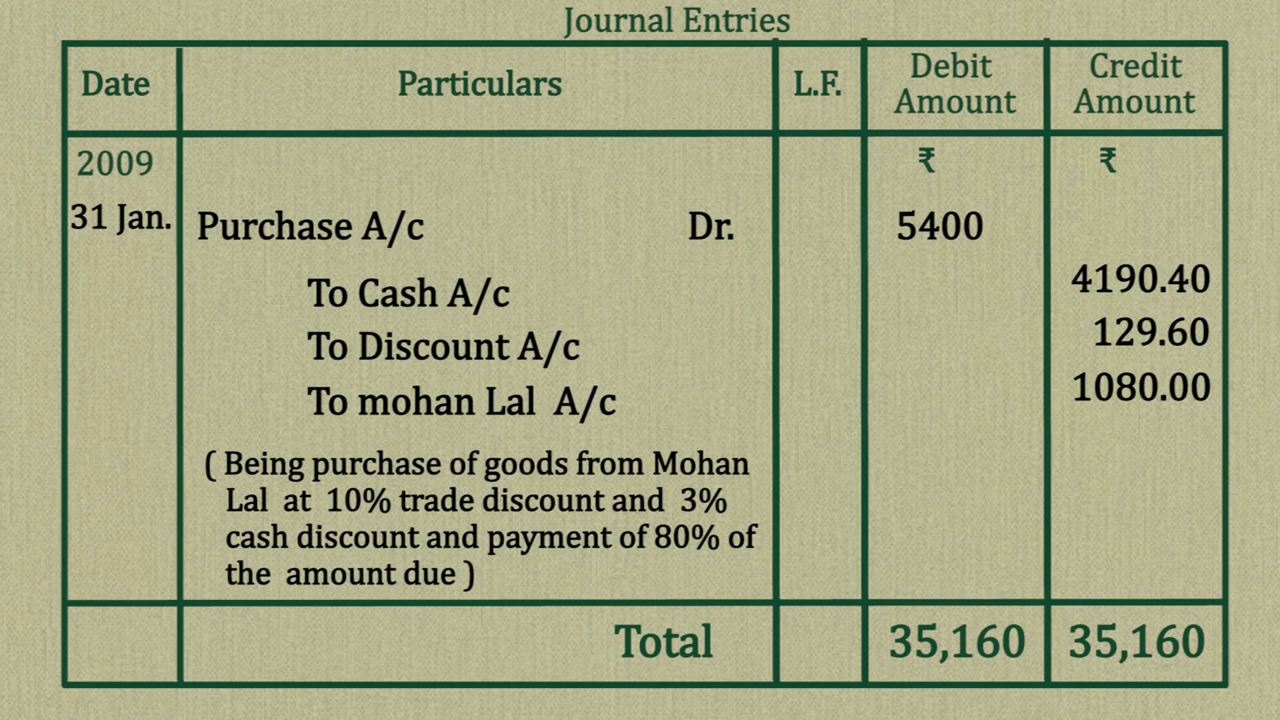 Journal Entries
Date Particulars L.F. Debit Amount Credit Amount
2009 ₹ ₹
31 Jan. Purchase A/c Dr. 5400
To Cash A/c 4190.40
To Discount A/c 129.60
To mohan Lal A/c 1080.00
( Being purchase of goods from Mohan
Lal at 10% trade discount and 3%
cash discount and payment of 80% of
the amount due )
Total 35,160 35,160